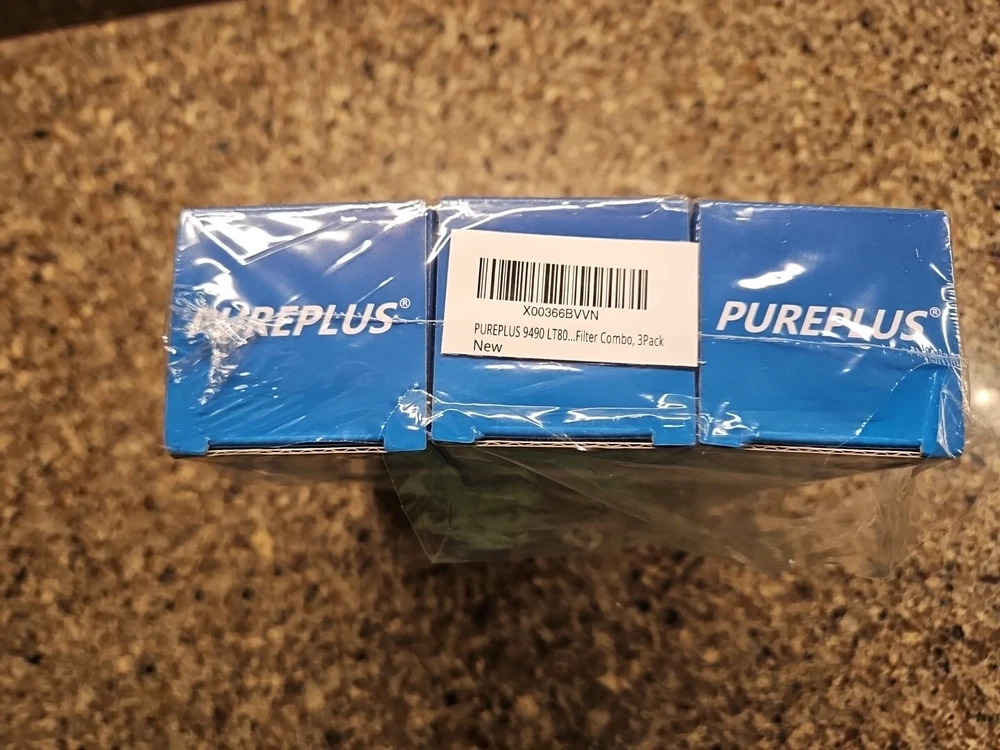 PUREPLUS®
X00366BVVN
PUREPLUS 9490 LT80...Filter Combo, 3Pack
New
PUREPLUS®